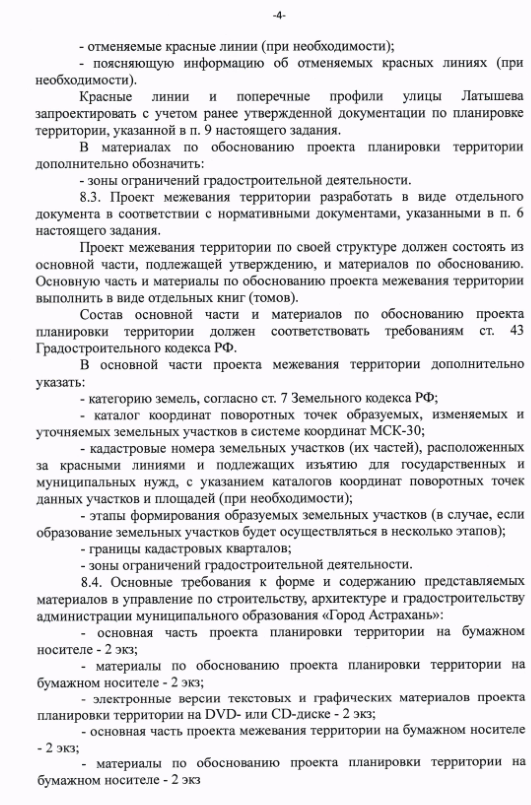 -4-
- отменяемые красные линии (при необходимости);
- поясняющую информацию об отменяемых красных линиях (при
необходимости).
Красные линии и поперечные профили улицы Латышева
запроектировать с учетом ранее утвержденной документации по планировке
территории, указанной в п. 9 настоящего задания.
В материалах по обоснованию проекта планировки территории
дополнительно обозначить:
- зоны ограничений градостроительной деятельности.
8.3. Проект межевания территории разработать в виде отдельного
документа в соответствии с нормативными документами, указанными в п. 6
настоящего задания.
Проект межевания территории по своей структуре должен состоять из
основной части, подлежащей утверждению, и материалов по обоснованию.
Основную часть и материалы по обоснованию проекта межевания территории
выполнить в виде отдельных книг (томов).
Состав основной части и материалов по обоснованию проекта
планировки территории должен соответствовать требованиям ст. 43
Градостроительного кодекса РФ.
В основной части проекта межевания территории дополнительно
указать:
- категорию земель, согласно ст. 7 Земельного кодекса РФ;
- каталог координат поворотных точек образуемых, изменяемых и
уточняемых земельных участков в системе координат МСК-30;
- кадастровые номера земельных участков (их частей), расположенных
за красными линиями и подлежащих изъятию для государственных и
муниципальных нужд, с указанием каталогов координат поворотных точек
данных участков и площадей (при необходимости);
- этапы формирования образуемых земельных участков (в случае, если
образование земельных участков будет осуществляться в несколько этапов);
- границы кадастровых кварталов;
- зоны ограничений градостроительной деятельности.
8.4. Основные требования к форме и содержанию представляемых
материалов в управление по строительству, архитектуре и градостроительству
администрации муниципального образования «Город Астрахань»:
- основная часть проекта планировки территории на бумажном
носителе - 2 экз;
- материалы по обоснованию проекта планировки территории на
бумажном носителе - 2 экз;
- электронные версии текстовых и графических материалов проекта
планировки территории на DVD- или CD-диске - 2 экз;
- основная часть проекта межевания территории на бумажном носителе
- 2 экз;
- материалы по обоснованию проекта планировки территории на
бумажном носителе - 2 экз